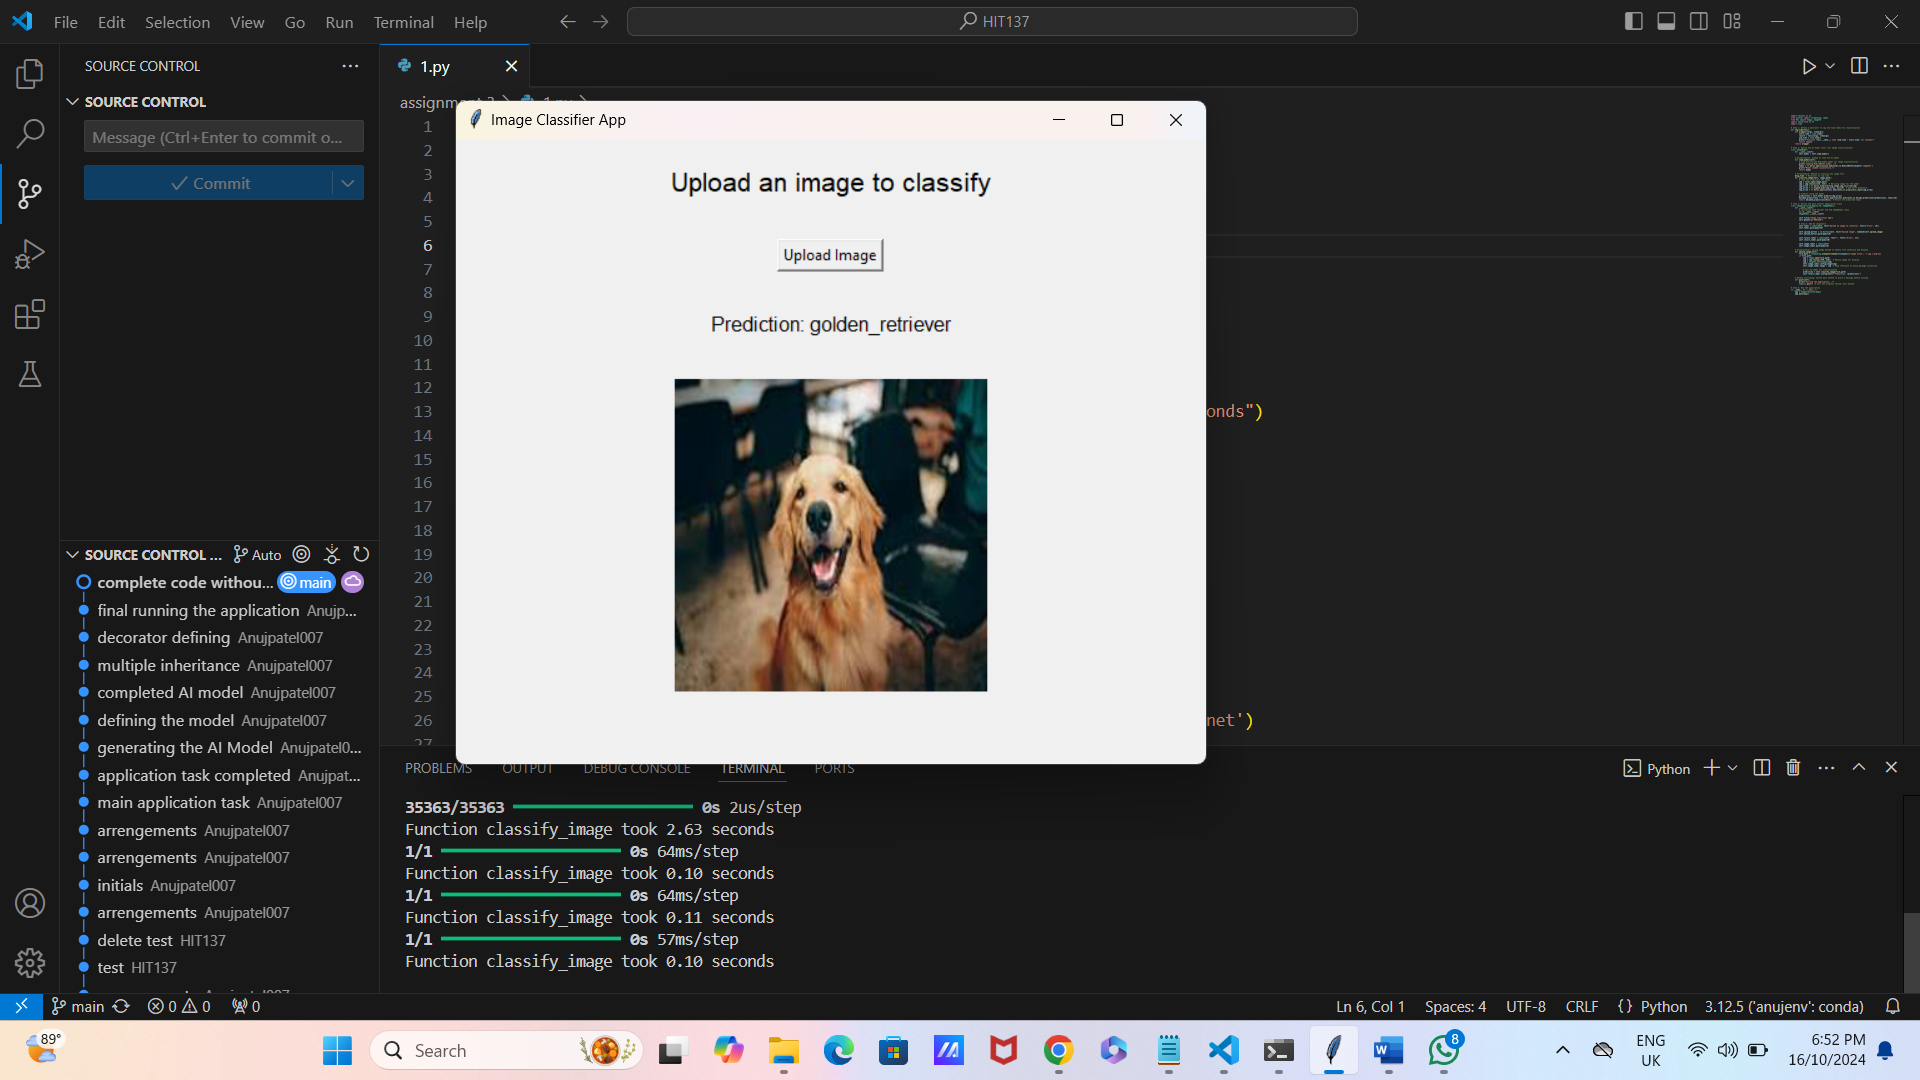 File Edit Selection View Go Run Terminal Help
HIT137
SOURCE CONTROL
SOURCE CONTROL
Message (Ctrl+Enter to commit o...
Commit
SOURCE CONTROL ...
Auto
complete code withou... main
final running the application Anujp...
decorator defining Anujpatel007
multiple inheritance Anujpatel007
completed AI model Anujpatel007
defining the model Anujpatel007
generating the AI Model Anujpatel0...
application task completed Anujpat...
main application task Anujpatel007
arrengements Anujpatel007
arrengements Anujpatel007
initials Anujpatel007
arrengements Anujpatel007
delete test HIT137
test HIT137
1.py
1
2
3
4
5
6
7
8
9
10
11
12
13 onds")
14
15
16
17
18
19
20
21
22
23
24
25
26 net')
27
Image Classifier App
Upload an image to classify
Upload Image
Prediction: golden_retriever
PROBLEMS OUTPUT DEBUG CONSOLE TERMINAL PORTS
Python
35363/35363 0s 2us/step
Function classify_image took 2.63 seconds
1/1 0s 64ms/step
Function classify_image took 0.10 seconds
1/1 0s 64ms/step
Function classify_image took 0.11 seconds
1/1 0s 57ms/step
Function classify_image took 0.10 seconds
main 0 0 0
Ln 6, Col 1 Spaces: 4 UTF-8 CRLF {} Python 3.12.5 ('anujenv': conda)
89°
Search
8
ENG
UK
6:52 PM
16/10/2024